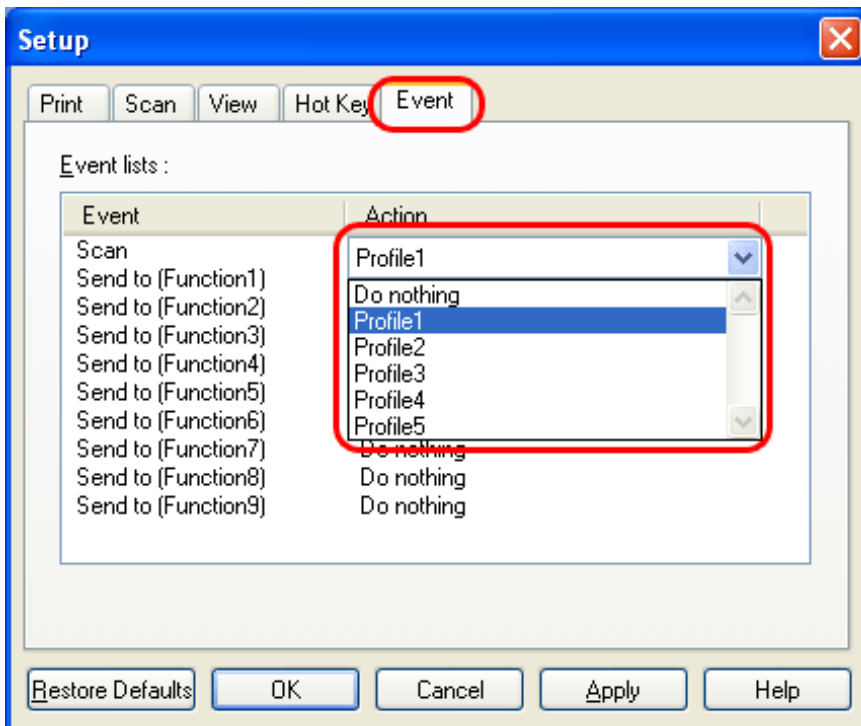 Setup
Print Scan View Hot Key Event
Event lists :
Event Action
Scan Profile1
Send to (Function1) Do nothing
Send to (Function2) Profile1
Send to (Function3) Profile2
Send to (Function4) Profile3
Send to (Function5) Profile4
Send to (Function6) Profile5
Send to (Function7) Do nothing
Send to (Function8) Do nothing
Send to (Function9) Do nothing
Restore Defaults OK Cancel Apply Help